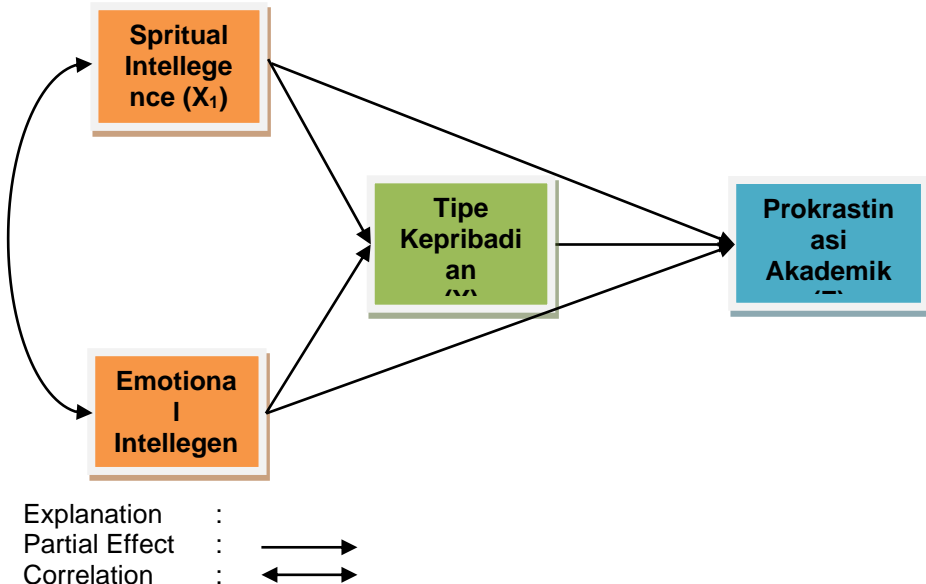 Spritual
Intellege
nce (X₁)
Tipe
Kepribadi
an
Prokrastin
asi
Akademik
Emotiona
l
Intellegen
Explanation :
Partial Effect :
Correlation :